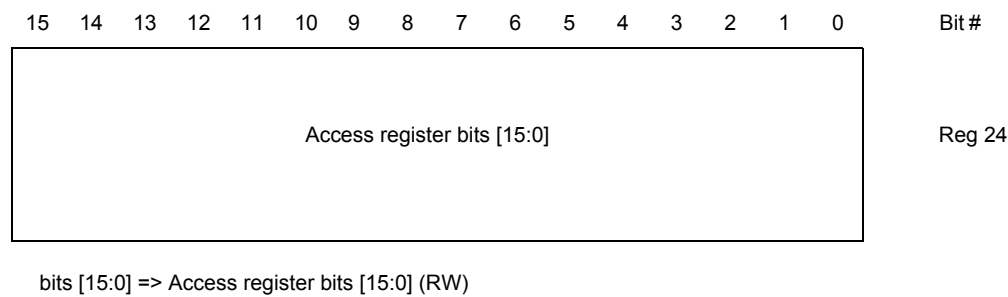 15 14 13 12 11 10 9 8 7 6 5 4 3 2 1 0 Bit #
Access register bits [15:0] Reg 24
bits [15:0] => Access register bits [15:0] (RW)